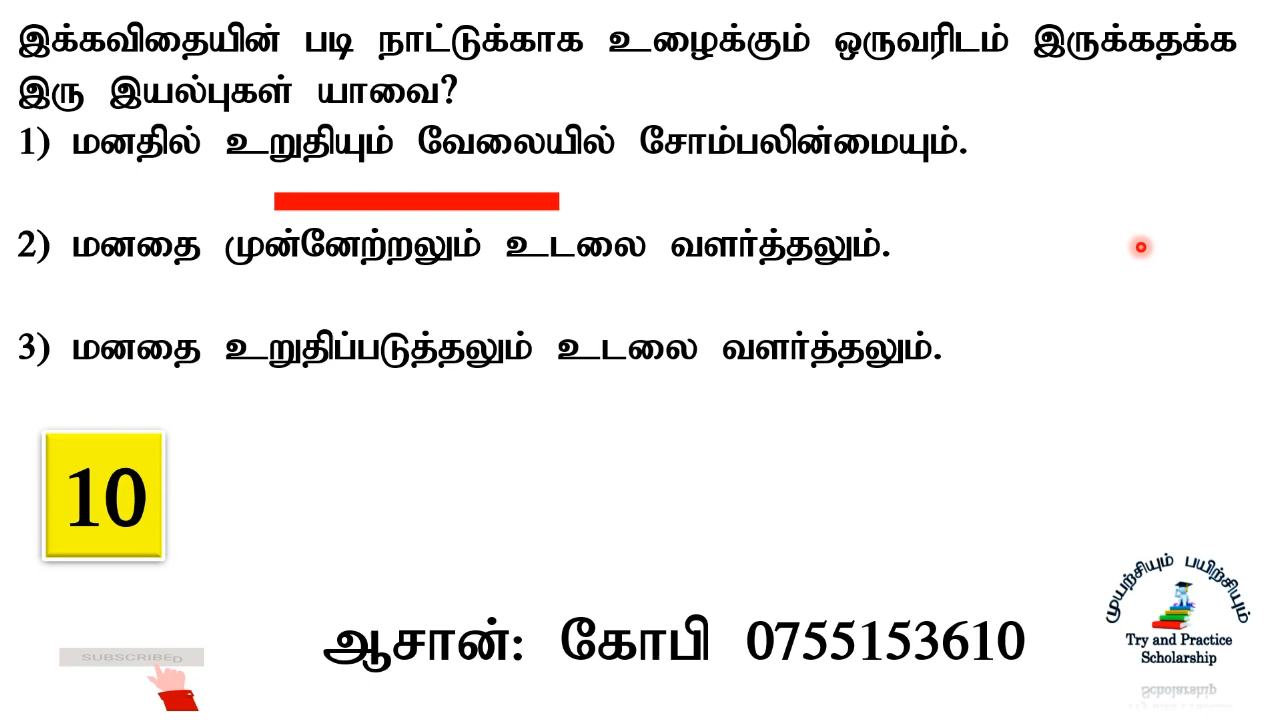 இக்கவிதையின் படி நாட்டுக்காக உழைக்கும் ஒருவரிடம் இருக்கதக்க
இரு இயல்புகள் யாவை?
1) மனதில் உறுதியும் வேலையில் சோம்பலின்மையும்.
2) மனதை முன்னேற்றலும் உடலை வளர்த்தலும்.
3) மனதை உறுதிப்படுத்தலும் உடலை வளர்த்தலும்.
10
ஆசான்: கோபி 0755153610
முயற்சியும் பயிற்சியும்
Try and Practice
Scholarship
SUBSCRIBED